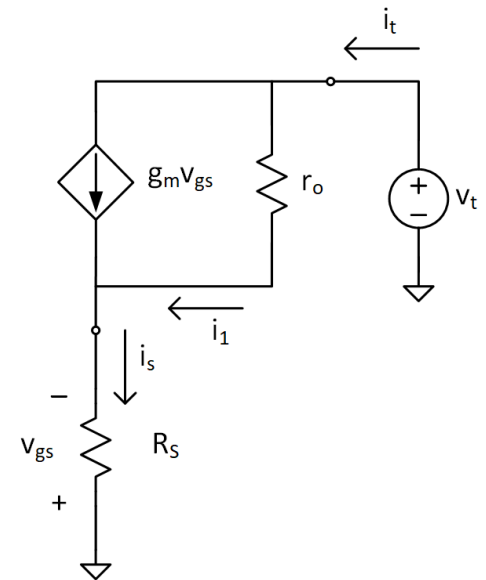 i_t
g_mv_gs
r_o
+
−
v_t
i_1
i_s
−
v_gs
R_S
+